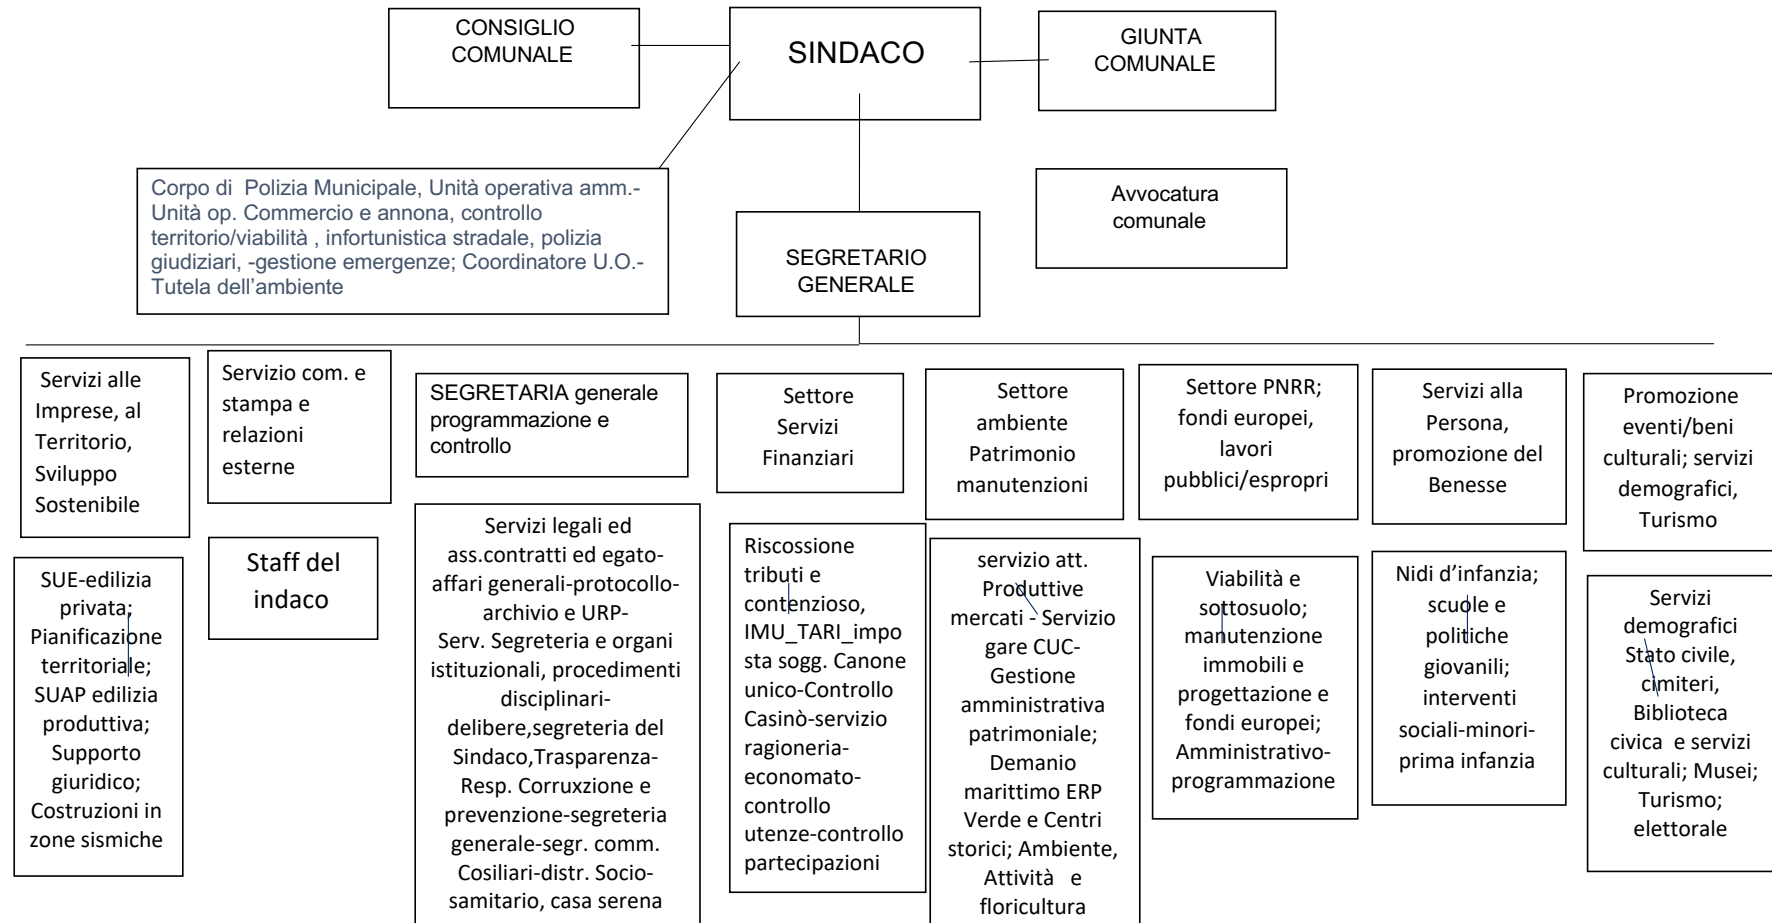 CONSIGLIO
COMUNALE
SINDACO
GIUNTA
COMUNALE
Corpo di Polizia Municipale, Unità operativa amm.-
Unità op. Commercio e annona, controllo
territorio/viabilità , infortunistica stradale, polizia
giudiziari, -gestione emergenze; Coordinatore U.O.-
Tutela dell’ambiente
SEGRETARIO
GENERALE
Avvocatura
comunale
Servizi alle
Imprese, al
Territorio,
Sviluppo
Sostenibile
Servizio com. e
stampa e
relazioni
esterne
SEGRETARIA generale
programmazione e
controllo
Settore
Servizi
Finanziari
Settore
ambiente
Patrimonio
manutenzioni
Settore PNRR;
fondi europei,
lavori
pubblici/espropri
Servizi alla
Persona,
promozione del
Benesse
Promozione
eventi/beni
culturali; servizi
demografici,
Turismo
SUE-edilizia
privata;
Pianificazione
territoriale;
SUAP edilizia
produttiva;
Supporto
giuridico;
Costruzioni in
zone sismiche
Staff del
indaco
Servizi legali ed
ass.contratti ed egato-
affari generali-protocollo-
archivio e URP-
Serv. Segreteria e organi
istituzionali, procedimenti
disciplinari-
delibere,segreteria del
Sindaco,Trasparenza-
Resp. Corruxzione e
prevenzione-segreteria
generale-segr. comm.
Cosiliari-distr. Socio-
sanitario, casa serena
Riscossione
tributi e
contenzioso,
IMU_TARI_impo
sta sogg. Canone
unico-Controllo
Casinò-servizio
ragioneria-
economato-
controllo
utenze-controllo
partecipazioni
servizio att.
Produttive
mercati - Servizio
gare CUC-
Gestione
amministrativa
patrimoniale;
Demanio
marittimo ERP
Verde e Centri
storici; Ambiente,
Attività e
floricultura
Viabilità e
sottosuolo;
manutenzione
immobili e
progettazione e
fondi europei;
Amministrativo-
programmazione
Nidi d’infanzia;
scuole e
politiche
giovanili;
interventi
sociali-minori-
prima infanzia
Servizi
demografici
Stato civile,
cimiteri,
Biblioteca
civica e servizi
culturali; Musei;
Turismo;
elettorale